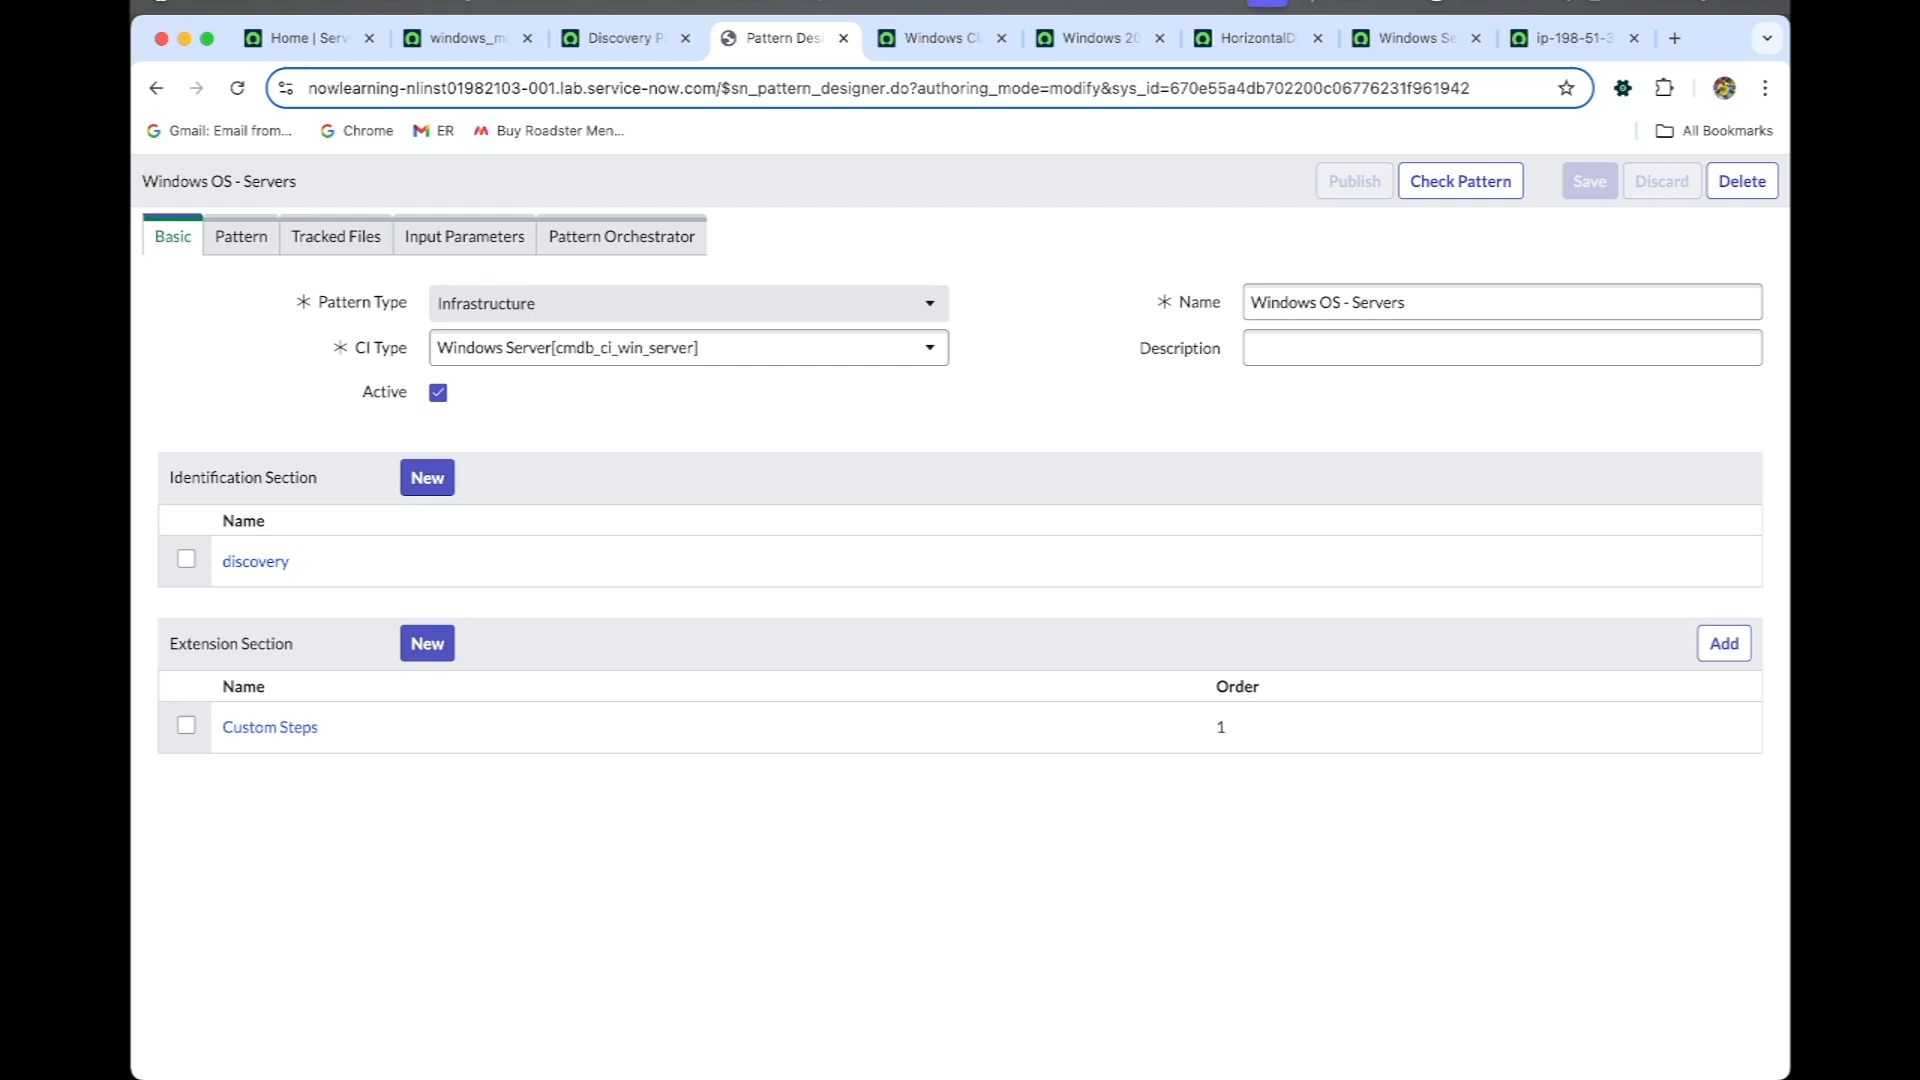 Home | Serv
windows_m
Discovery P
Pattern Desi
Windows Cl
Windows 20
HorizontalD
Windows Se
ip-198-51-3
nowlearning-nlinst01982103-001.lab.service-now.com/$sn_pattern_designer.do?authoring_mode=modify&sys_id=670e55a4db702200c06776231f961942
Gmail: Email from...
Chrome
ER
Buy Roadster Men...
All Bookmarks
Windows OS - Servers
Publish
Check Pattern
Save
Discard
Delete
Basic
Pattern
Tracked Files
Input Parameters
Pattern Orchestrator
* Pattern Type
Infrastructure
* Name
Windows OS - Servers
* CI Type
Windows Server[cmdb_ci_win_server]
Description
Active
Identification Section
New
Name
discovery
Extension Section
New
Add
Name
Order
Custom Steps
1